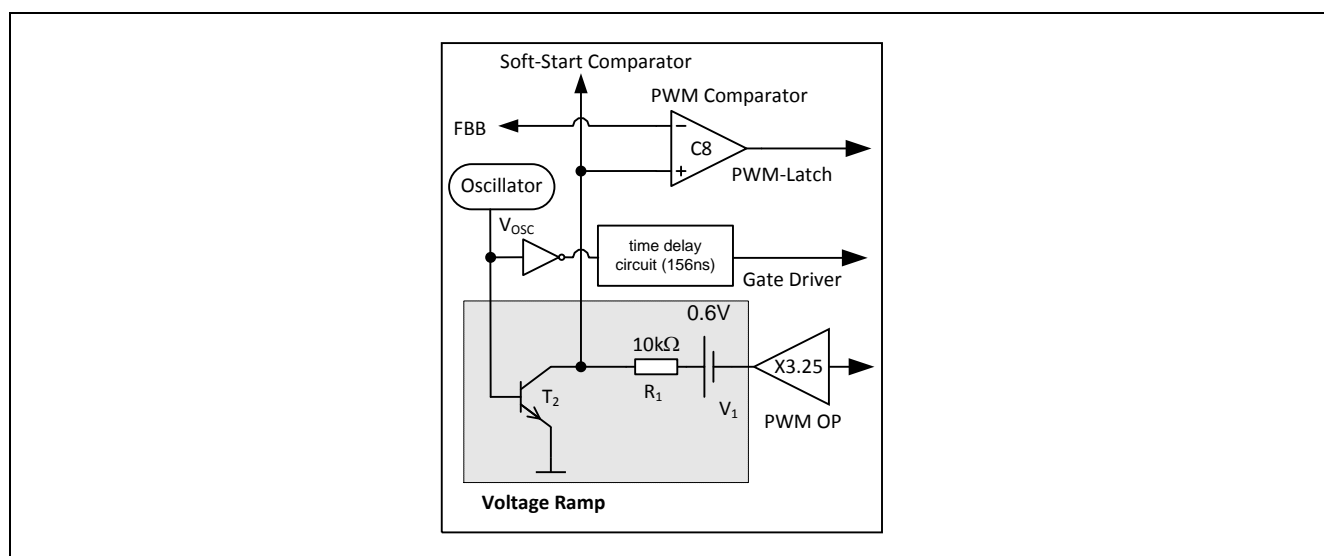 Soft-Start Comparator
PWM Comparator
FBB
−
C8
+
PWM-Latch
Oscillator
VOSC
time delay
circuit (156ns)
Gate Driver
0.6V
10kΩ
X3.25
T2
R1
V1
PWM OP
Voltage Ramp